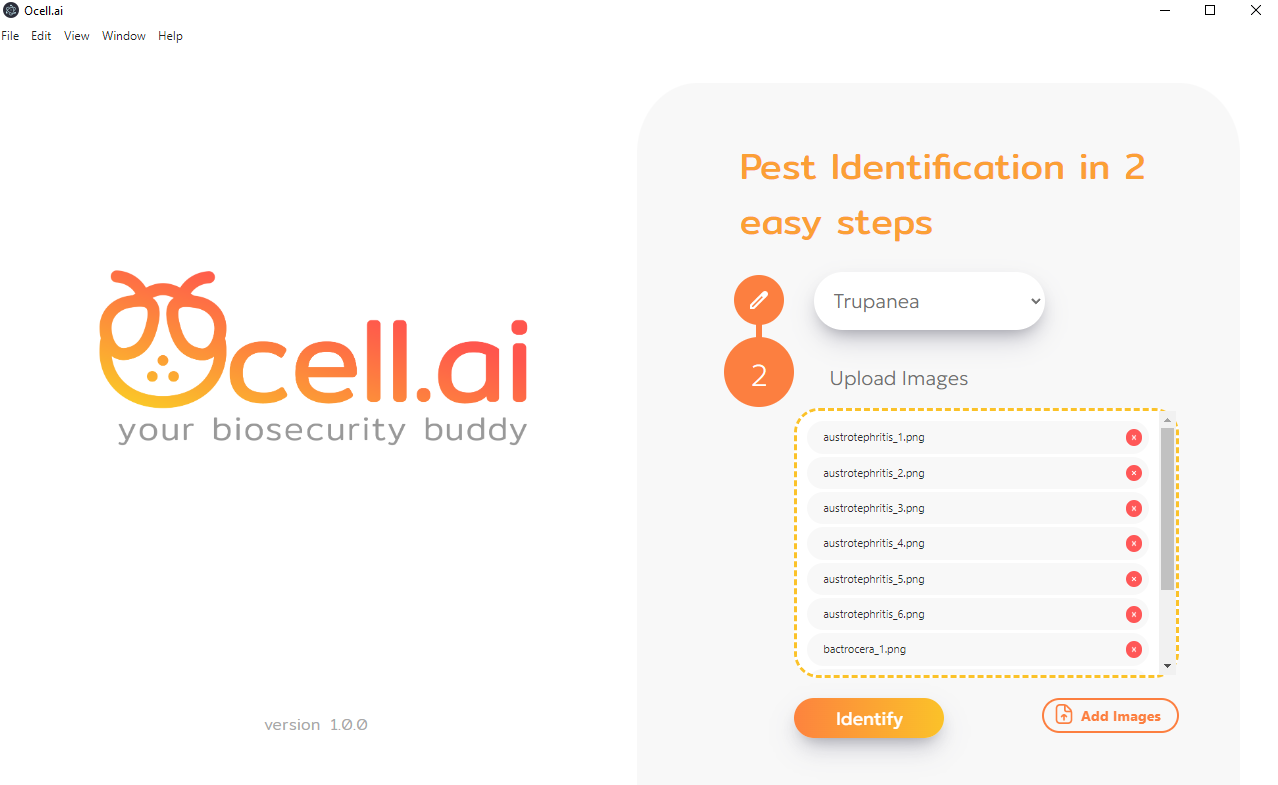 Ocell.ai
File Edit View Window Help
Ocell.ai
your biosecurity buddy
version 1.0.0
Pest Identification in 2
easy steps
Trupanea
2
Upload Images
austrotephritis_1.png
austrotephritis_2.png
austrotephritis_3.png
austrotephritis_4.png
austrotephritis_5.png
austrotephritis_6.png
bactrocera_1.png
Identify
Add Images